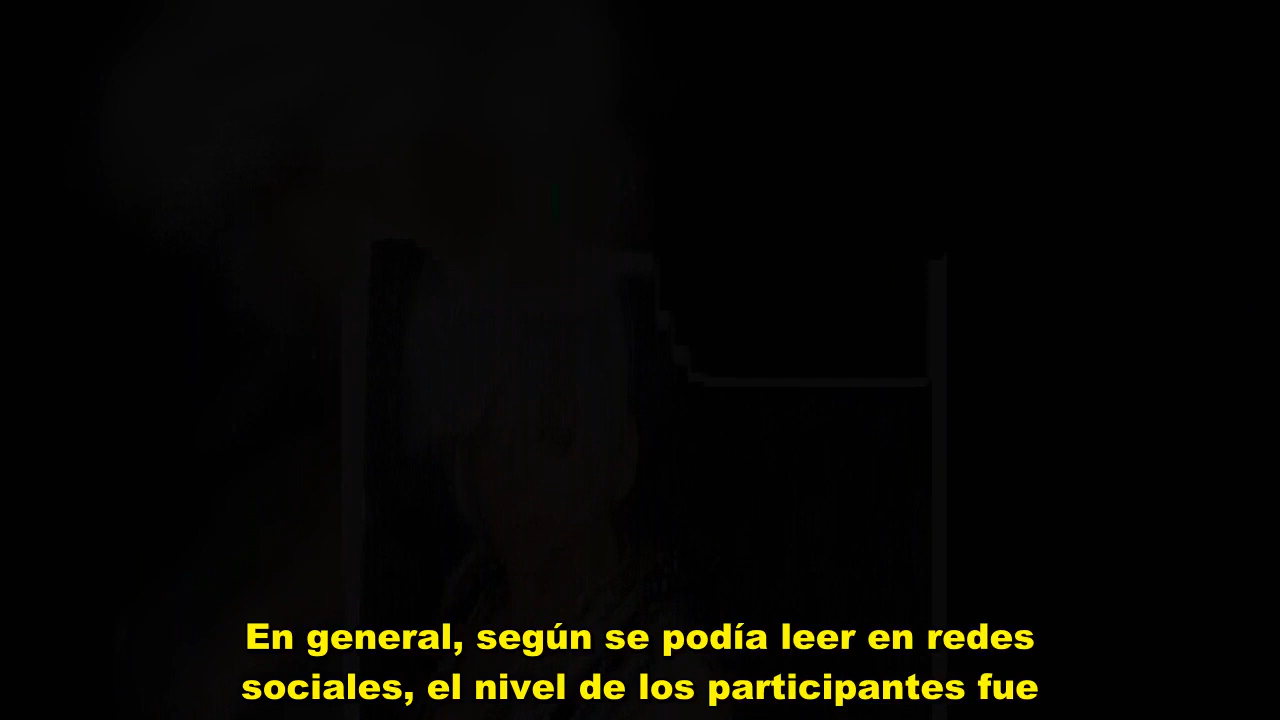 En general, según se podía leer en redes
sociales, el nivel de los participantes fue